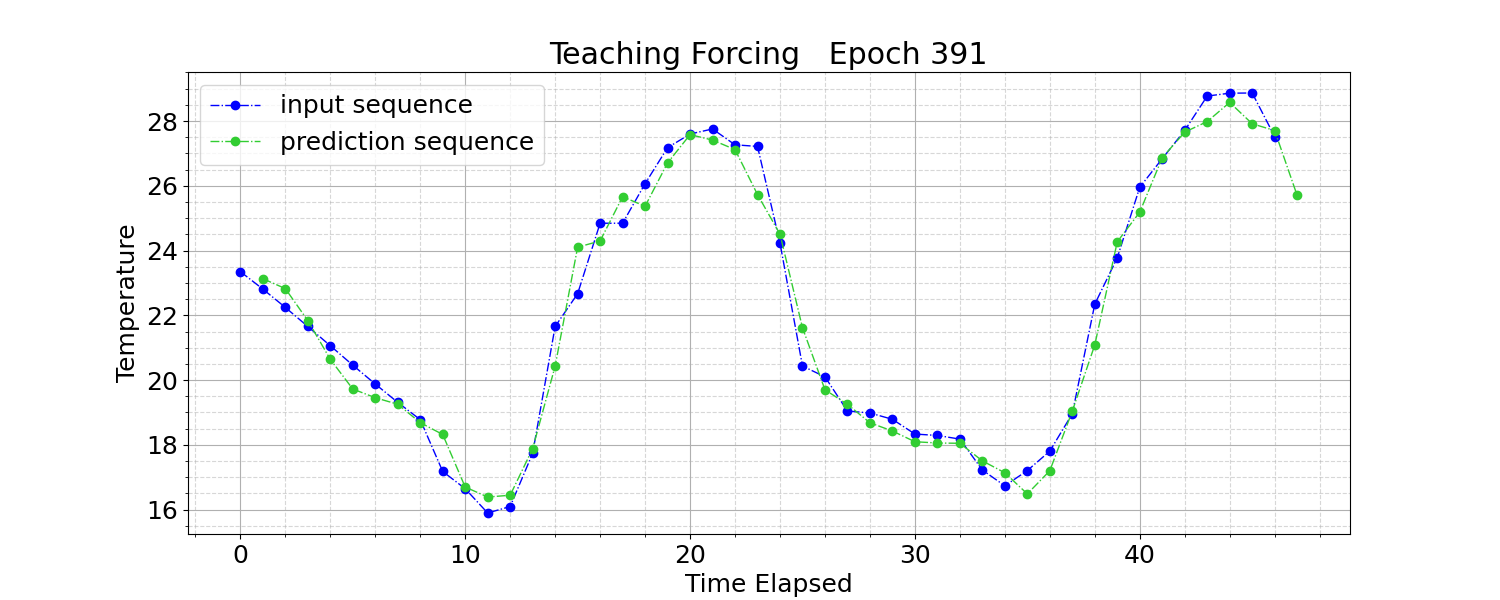 Teaching Forcing   Epoch 391
input sequence
prediction sequence
28
26
24
22
20
18
16
Temperature
0 10 20 30 40
Time Elapsed